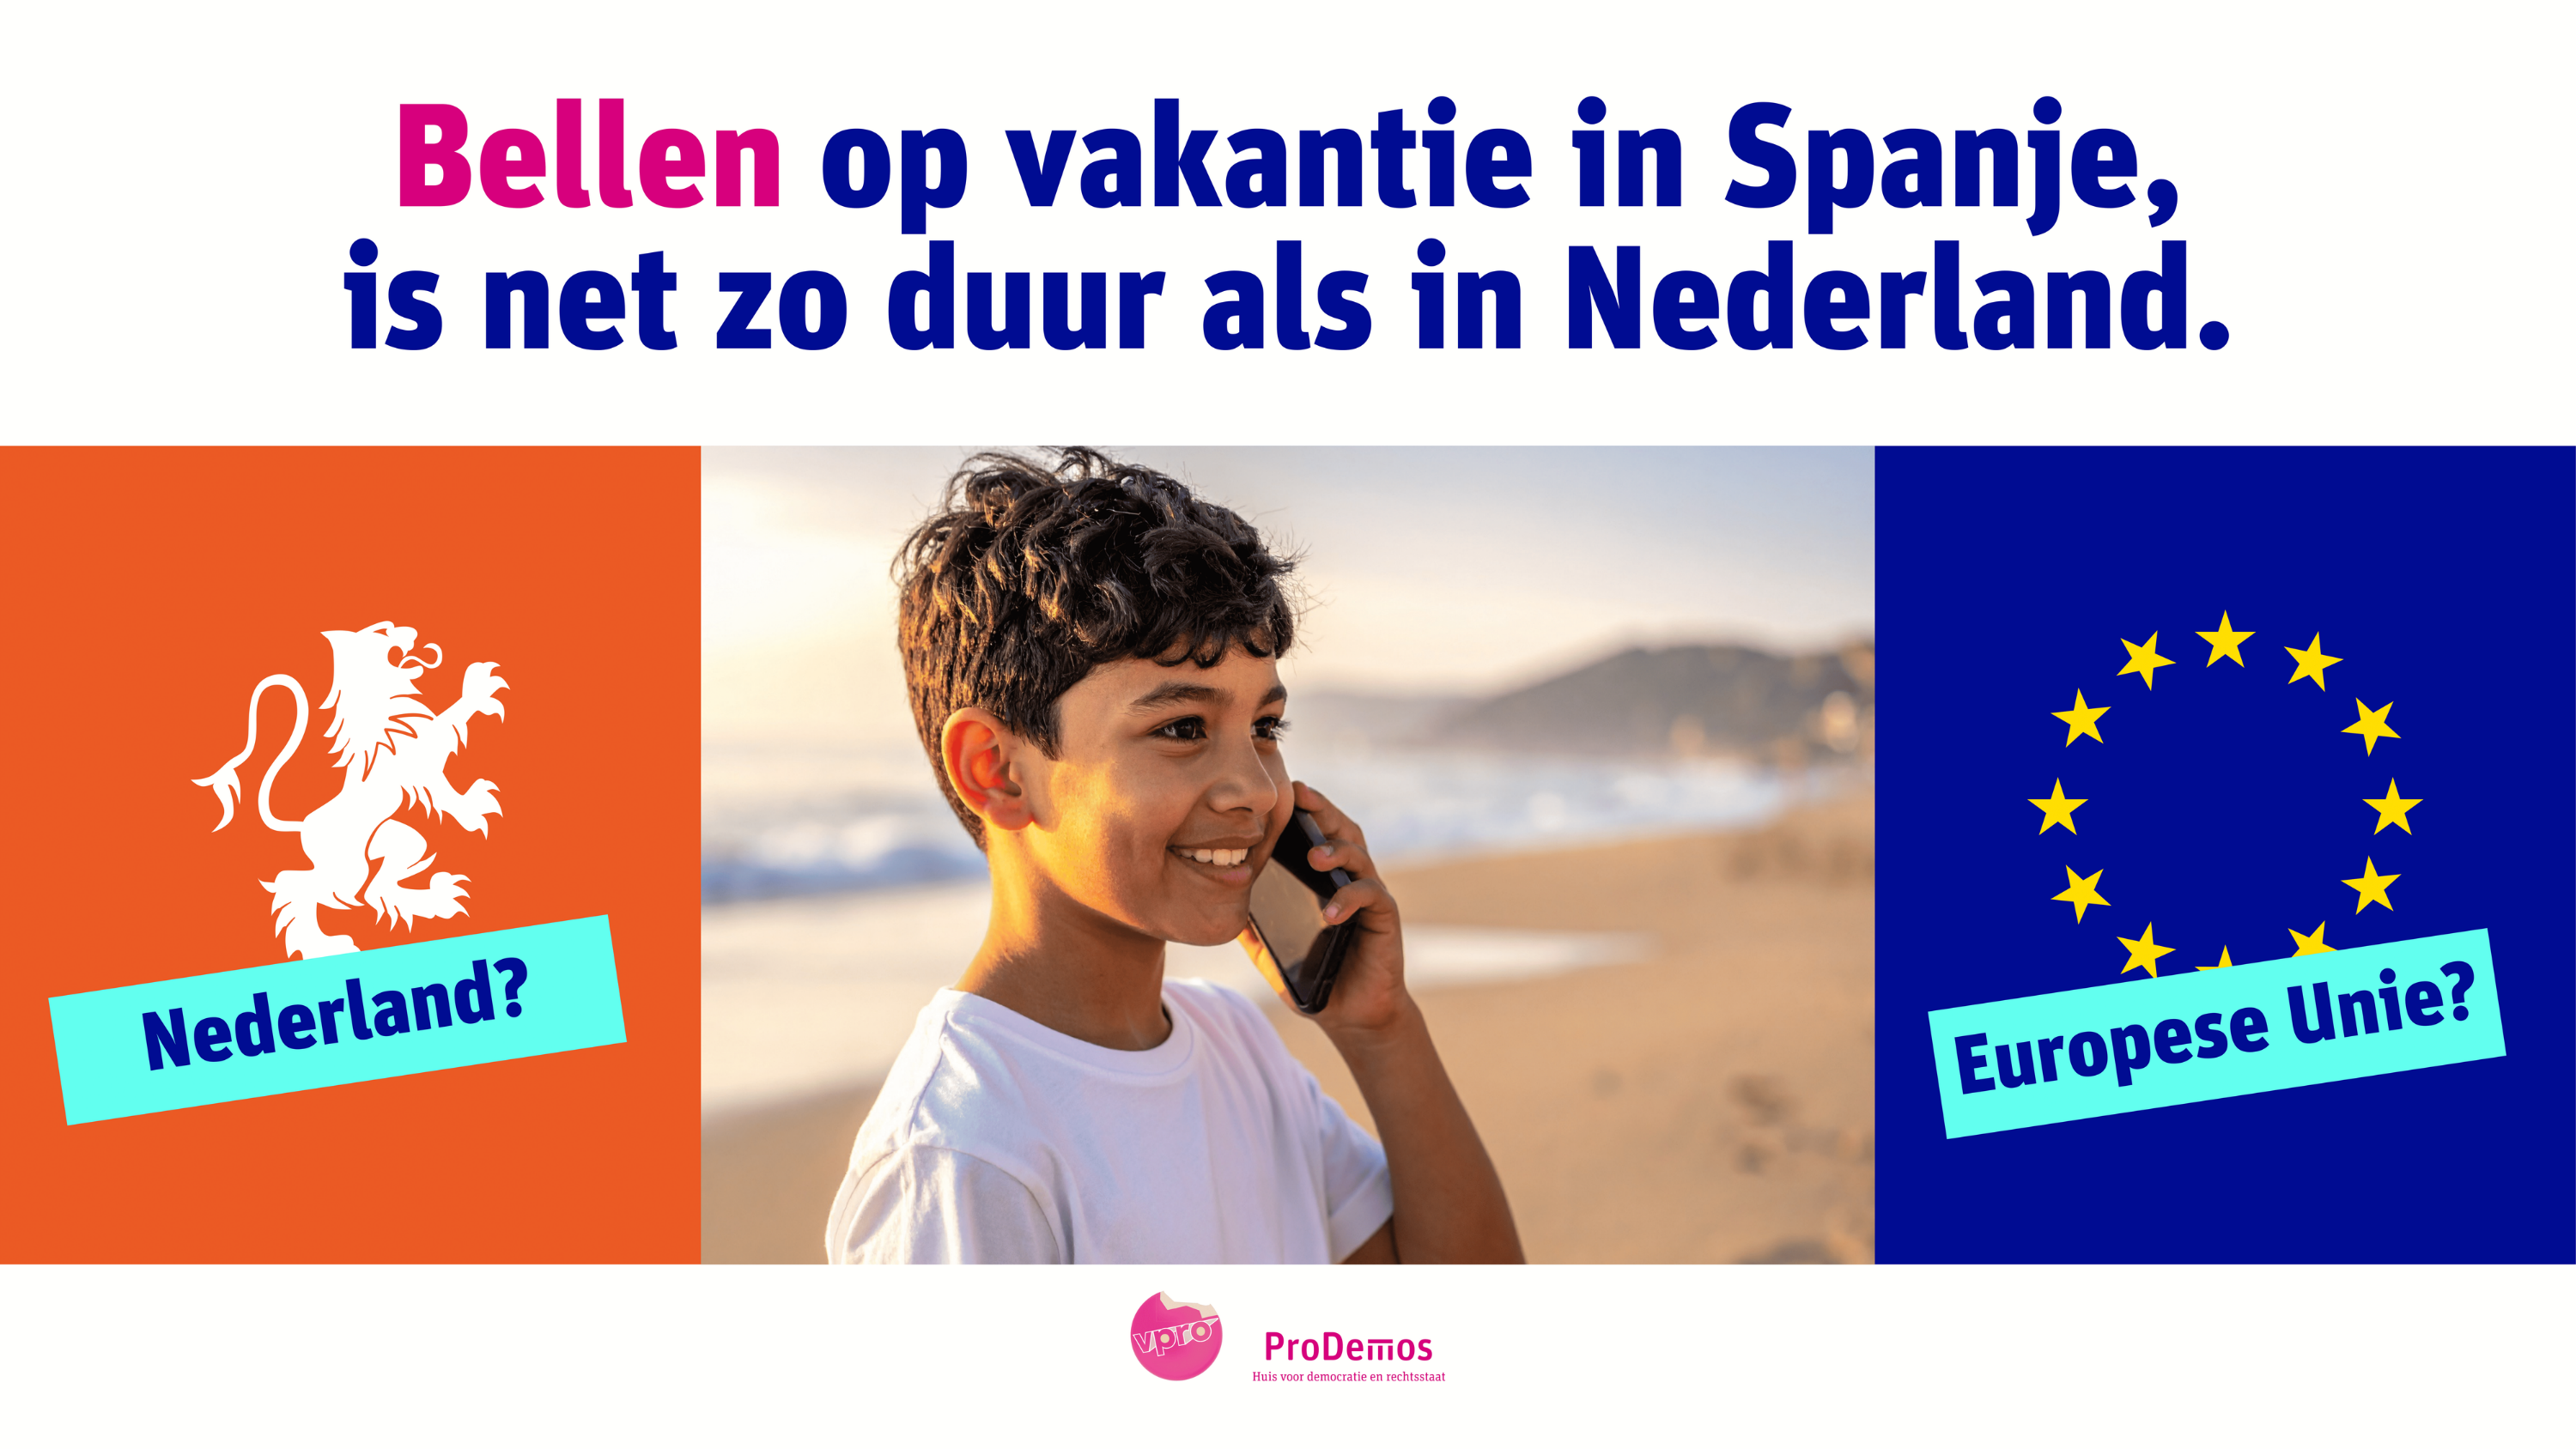 Bellen op vakantie in Spanje,
is net zo duur als in Nederland.
Nederland?
Europese Unie?
vpro
ProDemos
Huis voor democratie en rechtsstaat